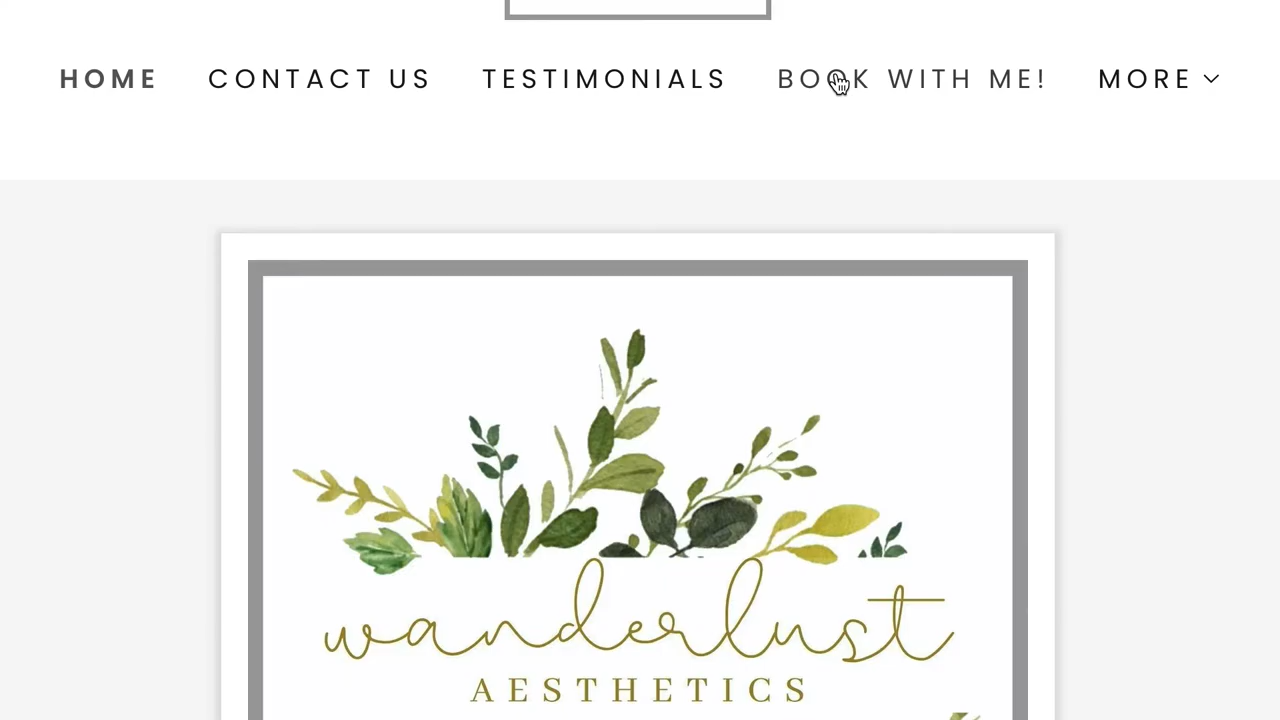 HOME CONTACT US TESTIMONIALS BOOK WITH ME! MORE
wanderlust
AESTHETICS